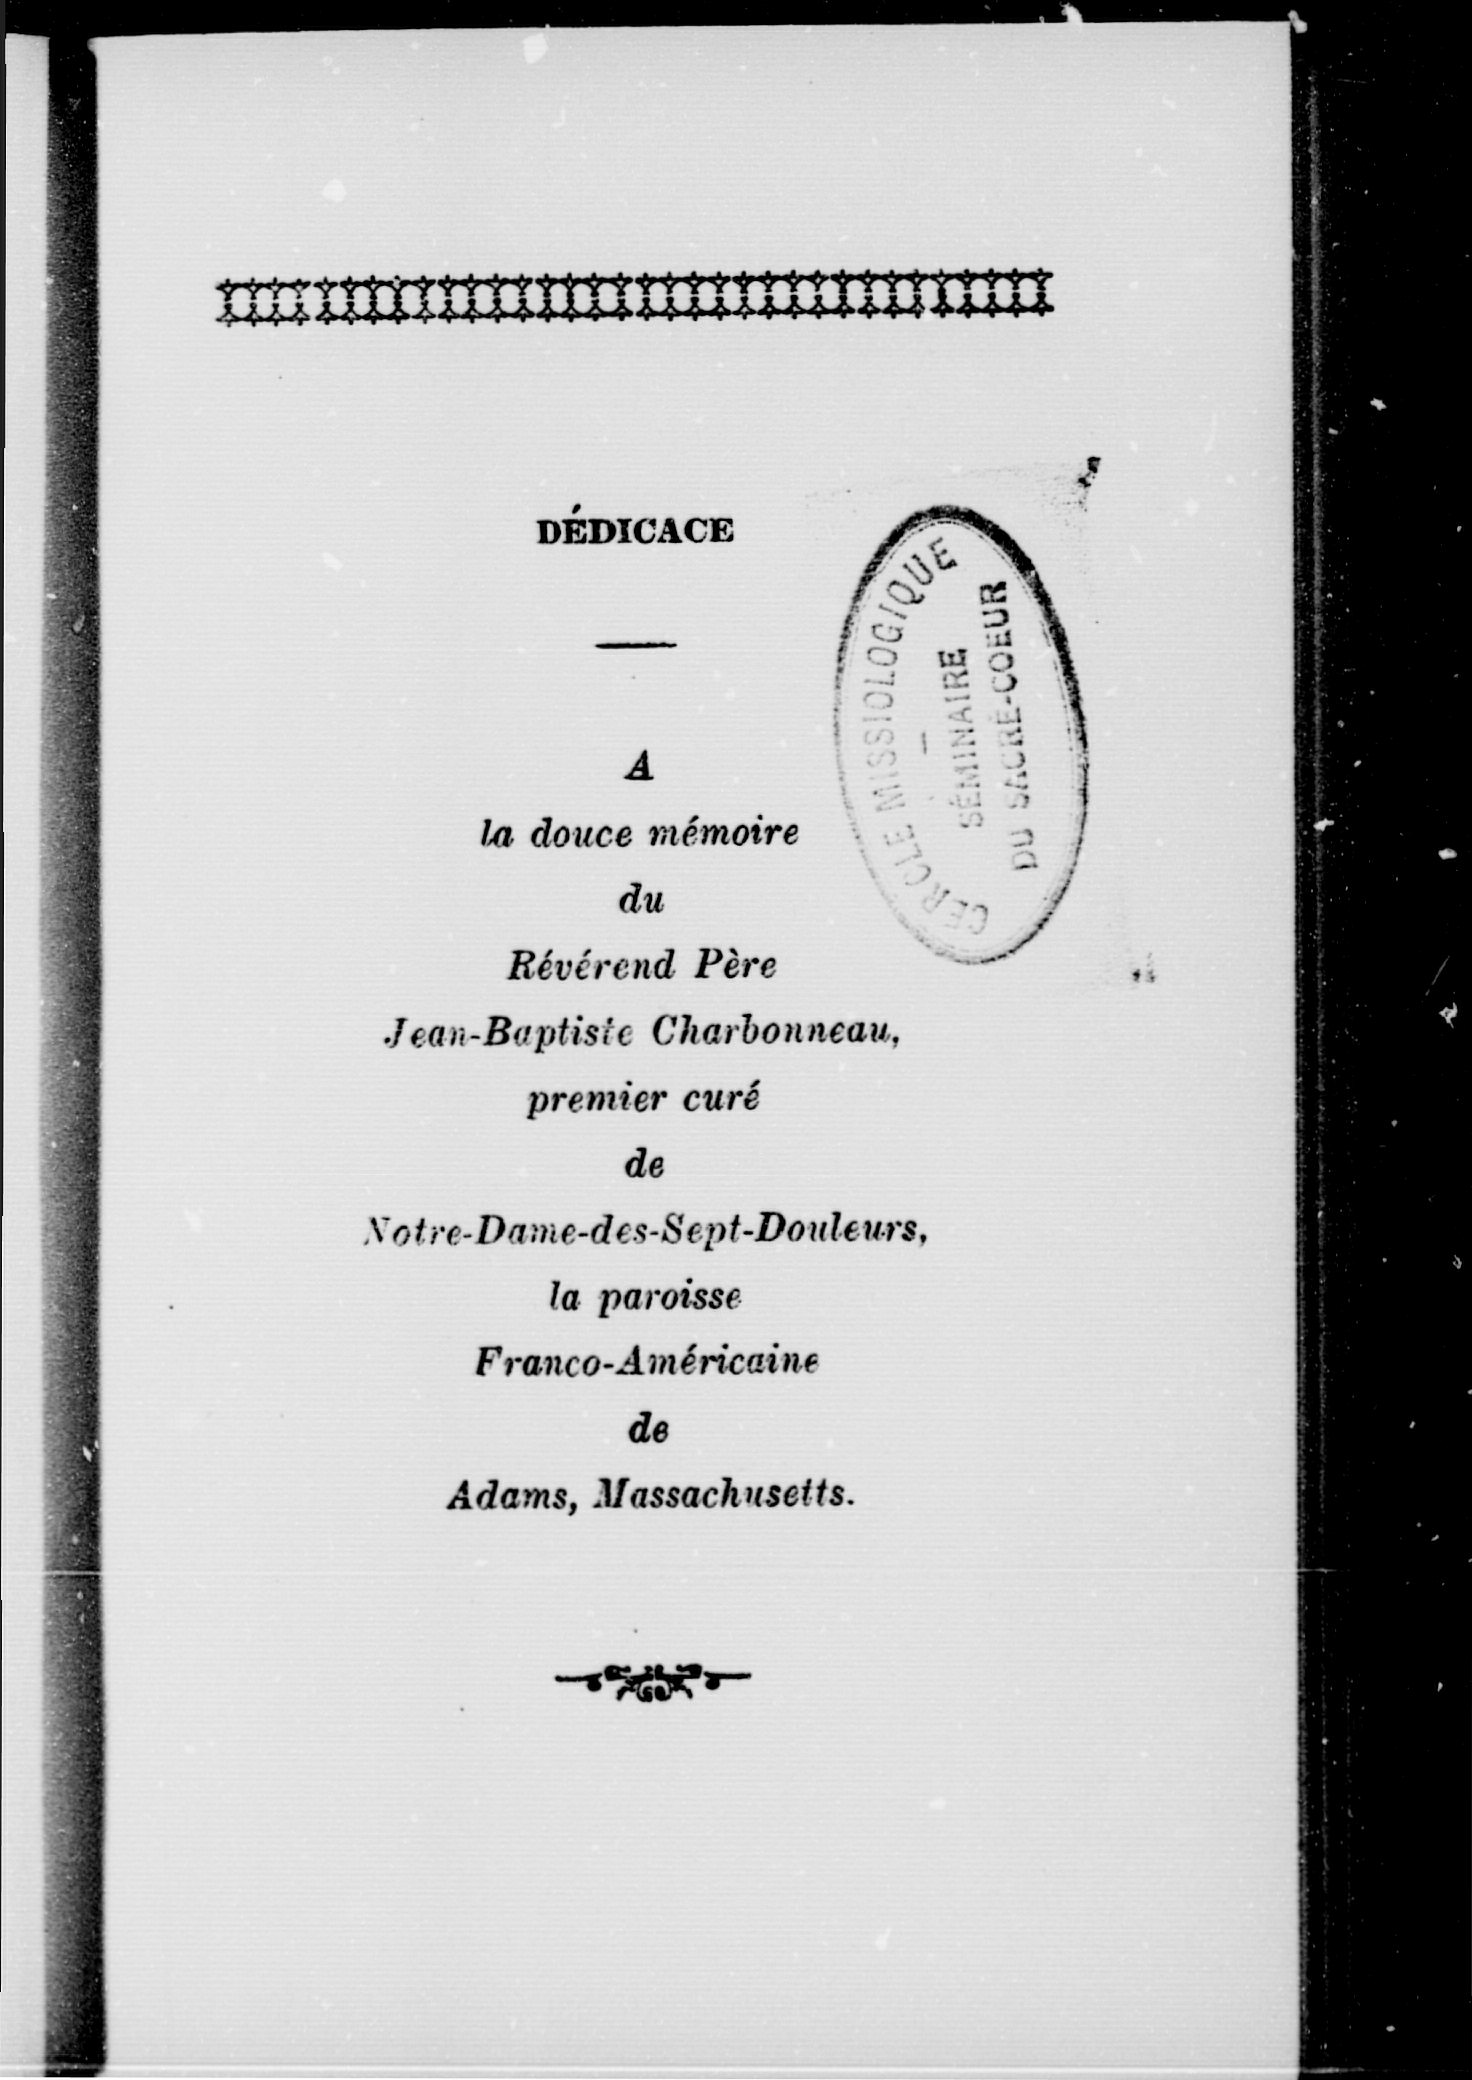 DÉDICACE
A
la douce mémoire
du
Révérend Père
Jean-Baptiste Charbonneau,
premier curé
de
Notre-Dame-des-Sept-Douleurs,
la paroisse
Franco-Américaine
de
Adams, Massachusetts.
CERCLE MISSIOLOGIQUE
—
SÉMINAIRE
DU SACRÉ-COEUR